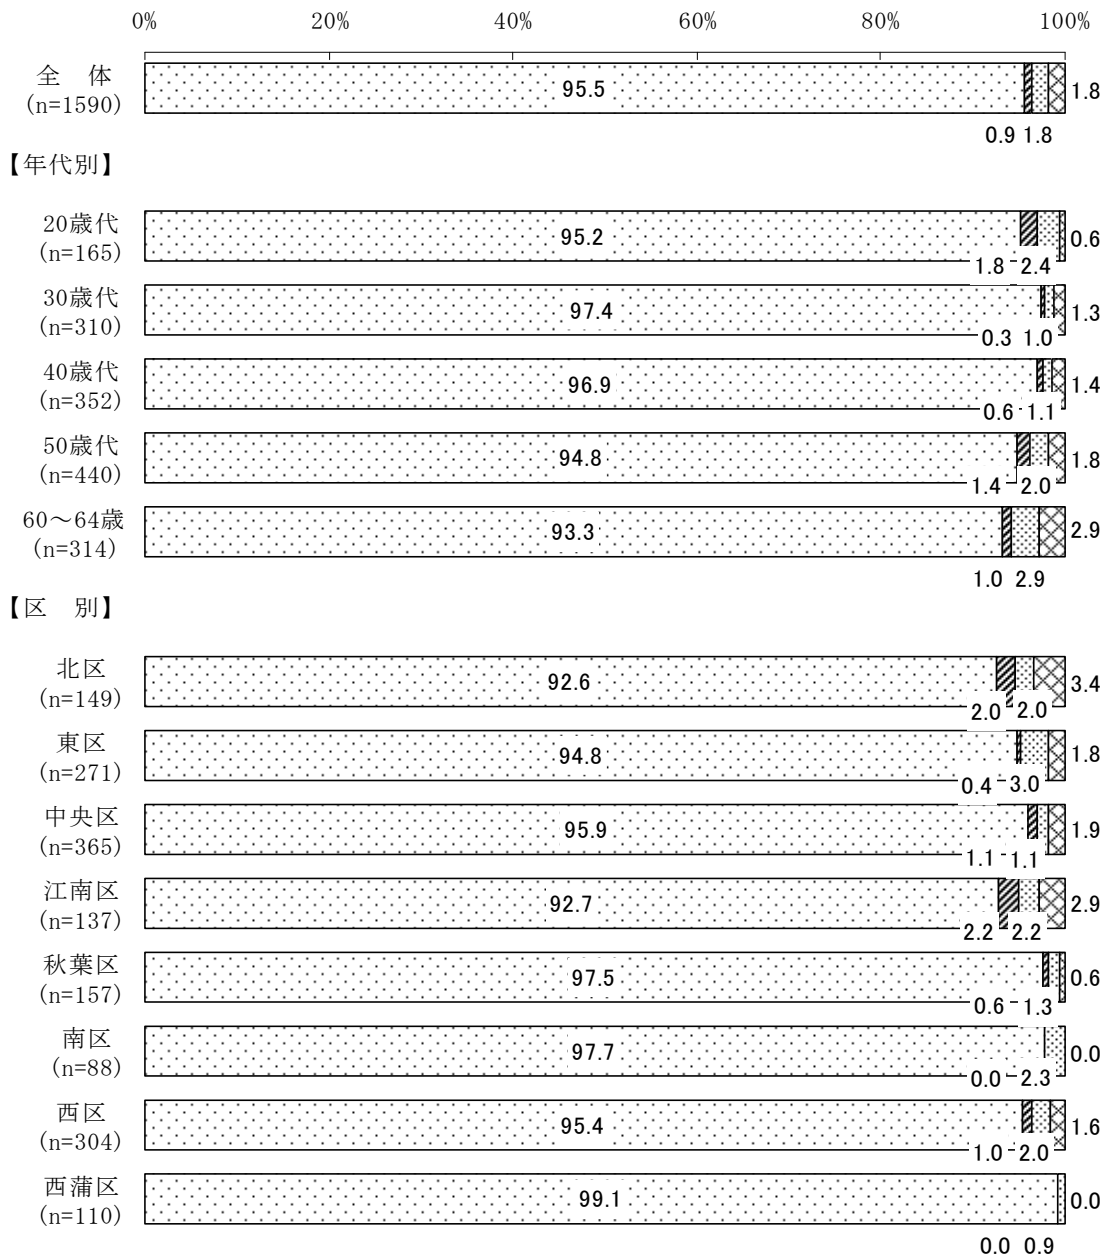 0% 20% 40% 60% 80% 100%
全 体
(n=1590)
95.5
1.8
0.9 1.8
【年代別】
20歳代
(n=165)
95.2
0.6
1.8 2.4
30歳代
(n=310)
97.4
1.3
0.3 1.0
40歳代
(n=352)
96.9
1.4
0.6 1.1
50歳代
(n=440)
94.8
1.8
1.4 2.0
60～64歳
(n=314)
93.3
2.9
1.0 2.9
【区 別】
北区
(n=149)
92.6
3.4
2.0 2.0
東区
(n=271)
94.8
1.8
0.4 3.0
中央区
(n=365)
95.9
1.9
1.1 1.1
江南区
(n=137)
92.7
2.9
2.2 2.2
秋葉区
(n=157)
97.5
0.6
0.6 1.3
南区
(n=88)
97.7
0.0
0.0 2.3
西区
(n=304)
95.4
1.6
1.0 2.0
西蒲区
(n=110)
99.1
0.0
0.0 0.9